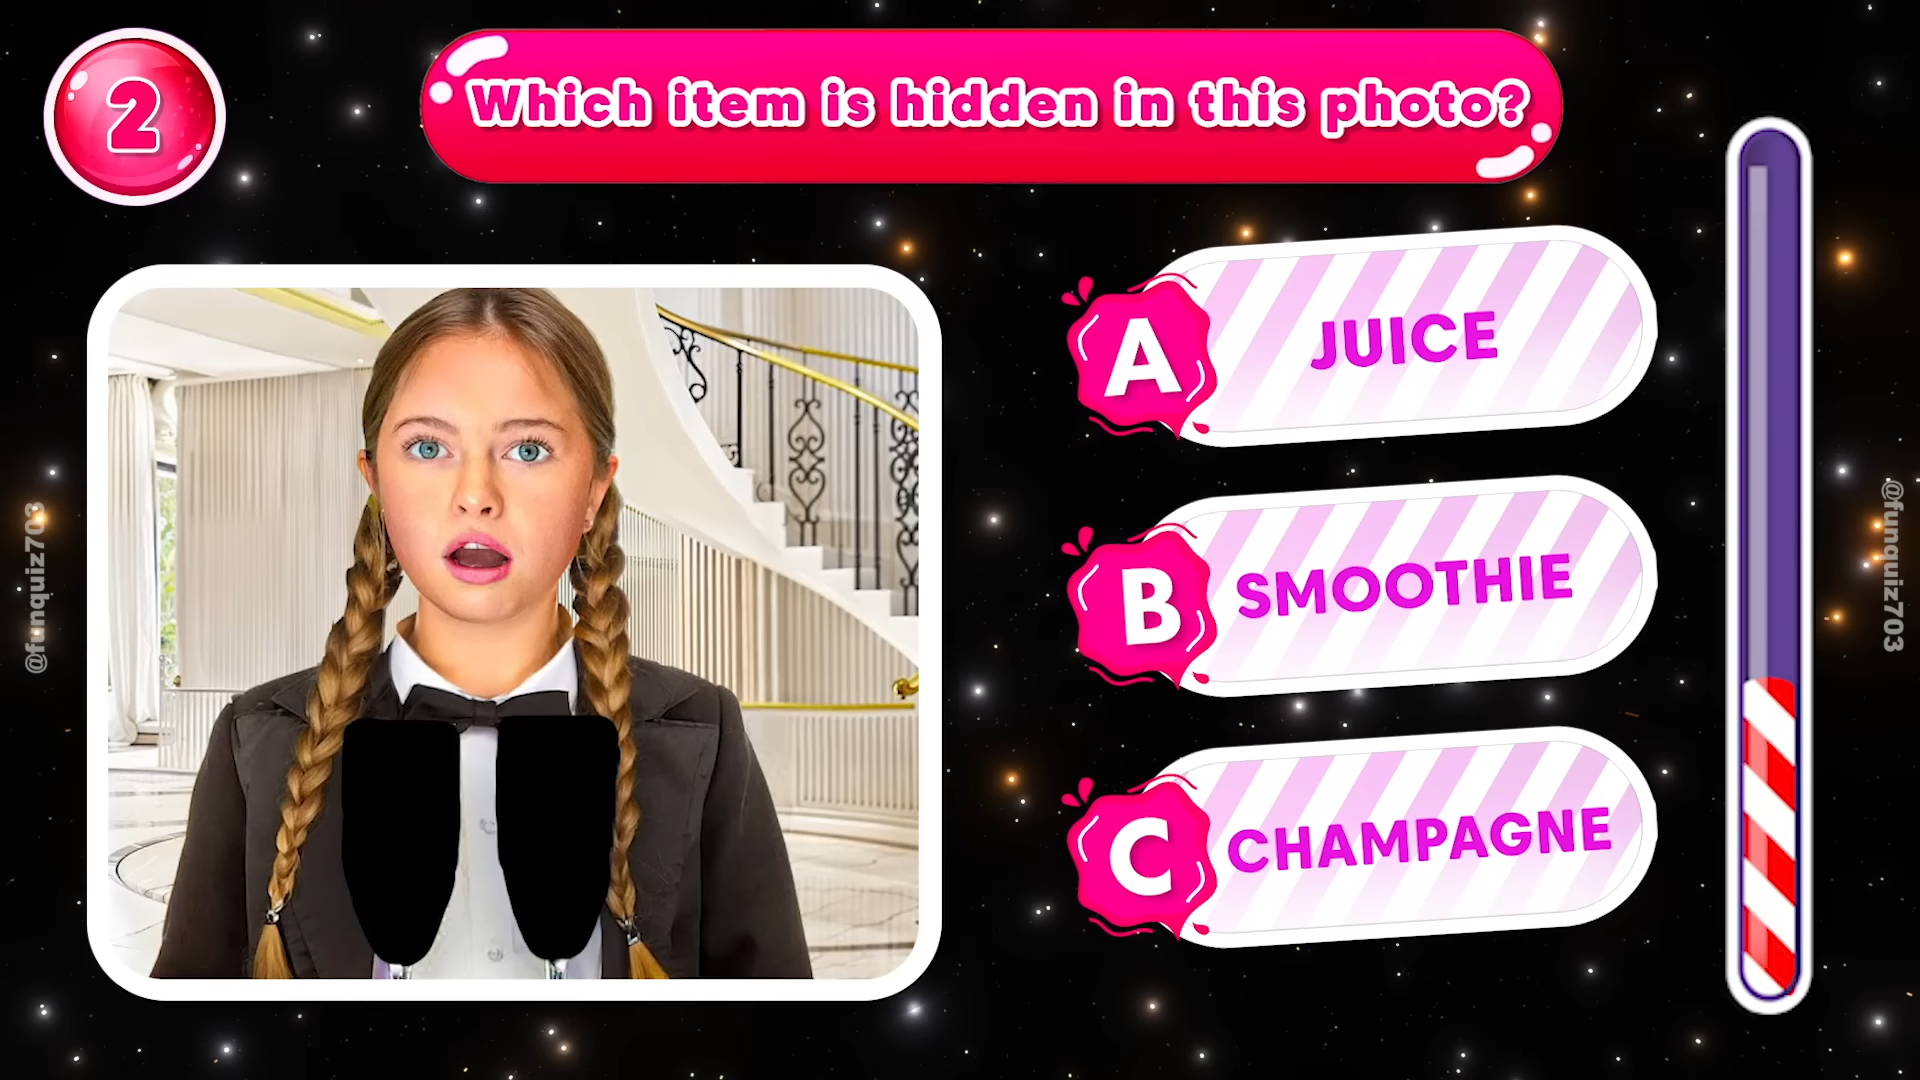 2
Which item is hidden in this photo?
A
JUICE
B
SMOOTHIE
C
CHAMPAGNE
@funquiz703
@funquiz703